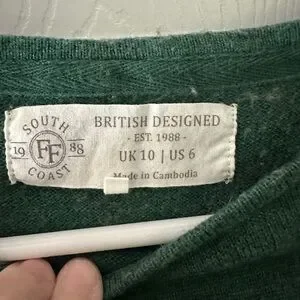 SOUTH
19 FF 88
COAST
BRITISH DESIGNED
- EST. 1988 -
UK 10 | US 6
Made in Cambodia